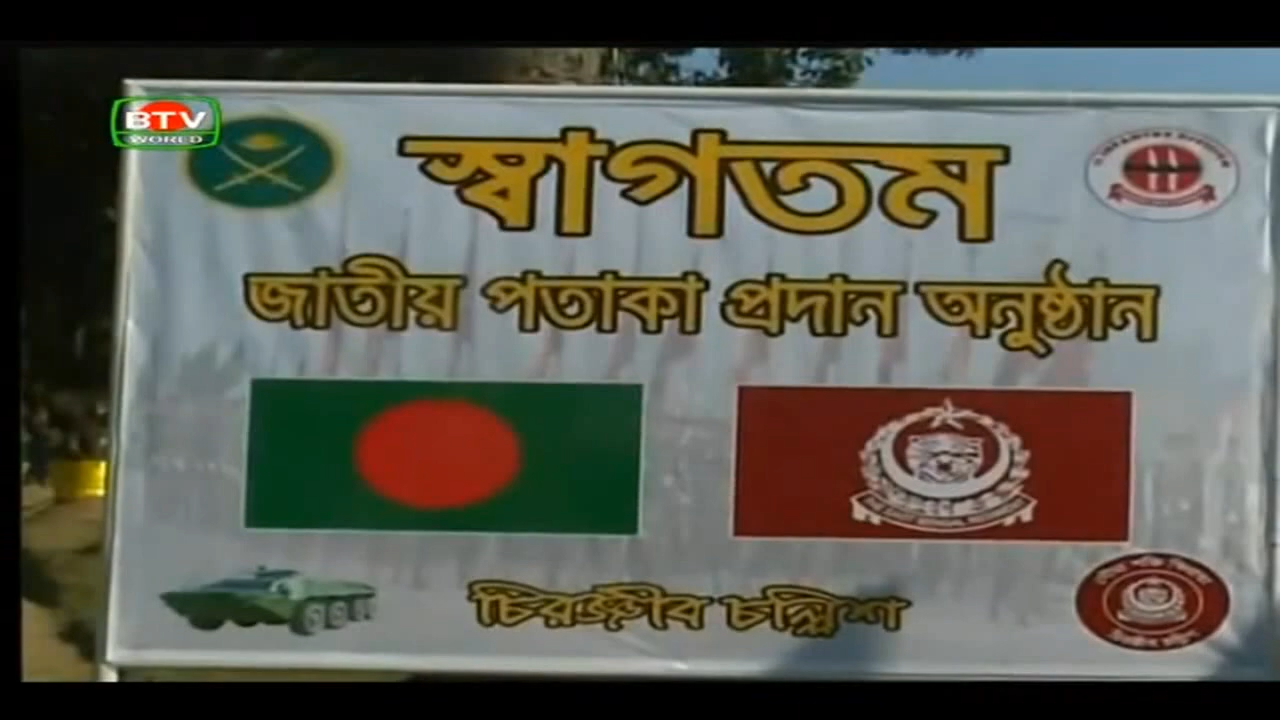 BTV
WORLD
স্বাগতম
জাতীয় পতাকা প্রদান অনুষ্ঠান
চিরঞ্জীব চল্লিশ